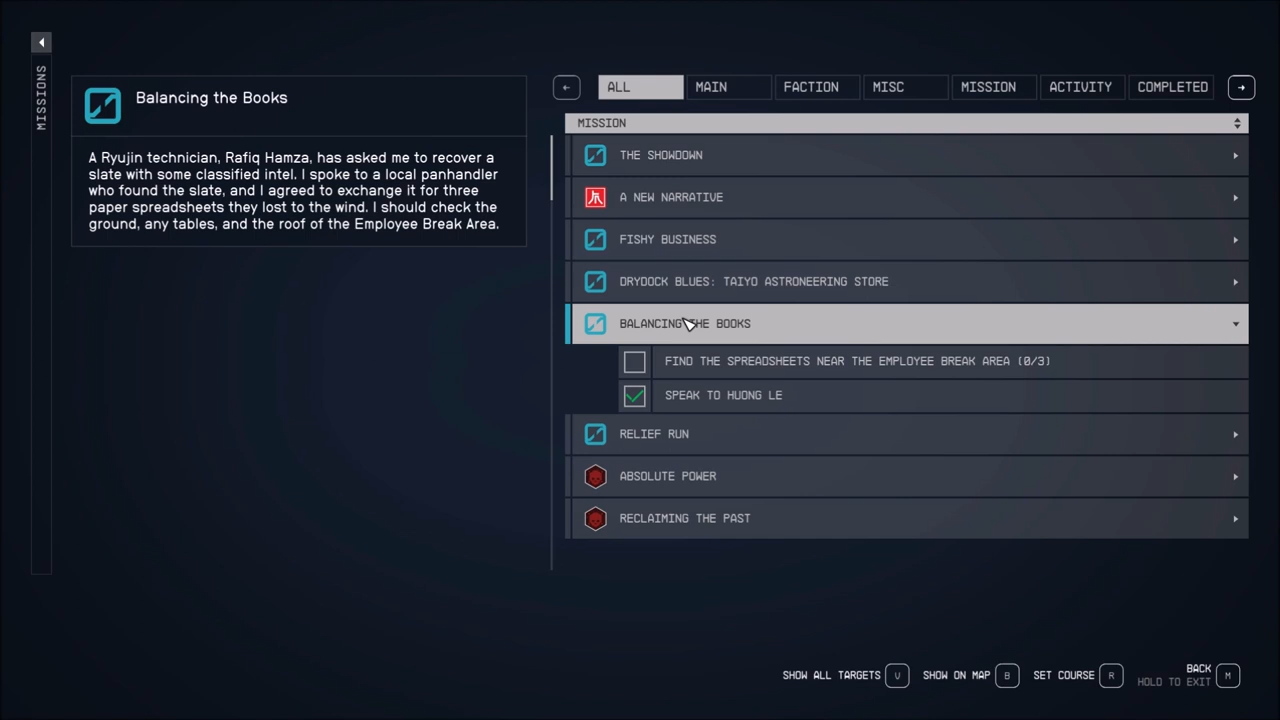 MISSIONS
Balancing the Books
A Ryujin technician, Rafiq Hamza, has asked me to recover a
slate with some classified intel. I spoke to a local panhandler
who found the slate, and I agreed to exchange it for three
paper spreadsheets they lost to the wind. I should check the
ground, any tables, and the roof of the Employee Break Area.
ALL MAIN FACTION MISC MISSION ACTIVITY COMPLETED
MISSION
THE SHOWDOWN
A NEW NARRATIVE
FISHY BUSINESS
DRYDOCK BLUES: TAIYO ASTRONEERING STORE
BALANCING THE BOOKS
FIND THE SPREADSHEETS NEAR THE EMPLOYEE BREAK AREA (0/3)
SPEAK TO HUONG LE
RELIEF RUN
ABSOLUTE POWER
RECLAIMING THE PAST
SHOW ALL TARGETS V SHOW ON MAP B SET COURSE R BACK M
HOLD TO EXIT